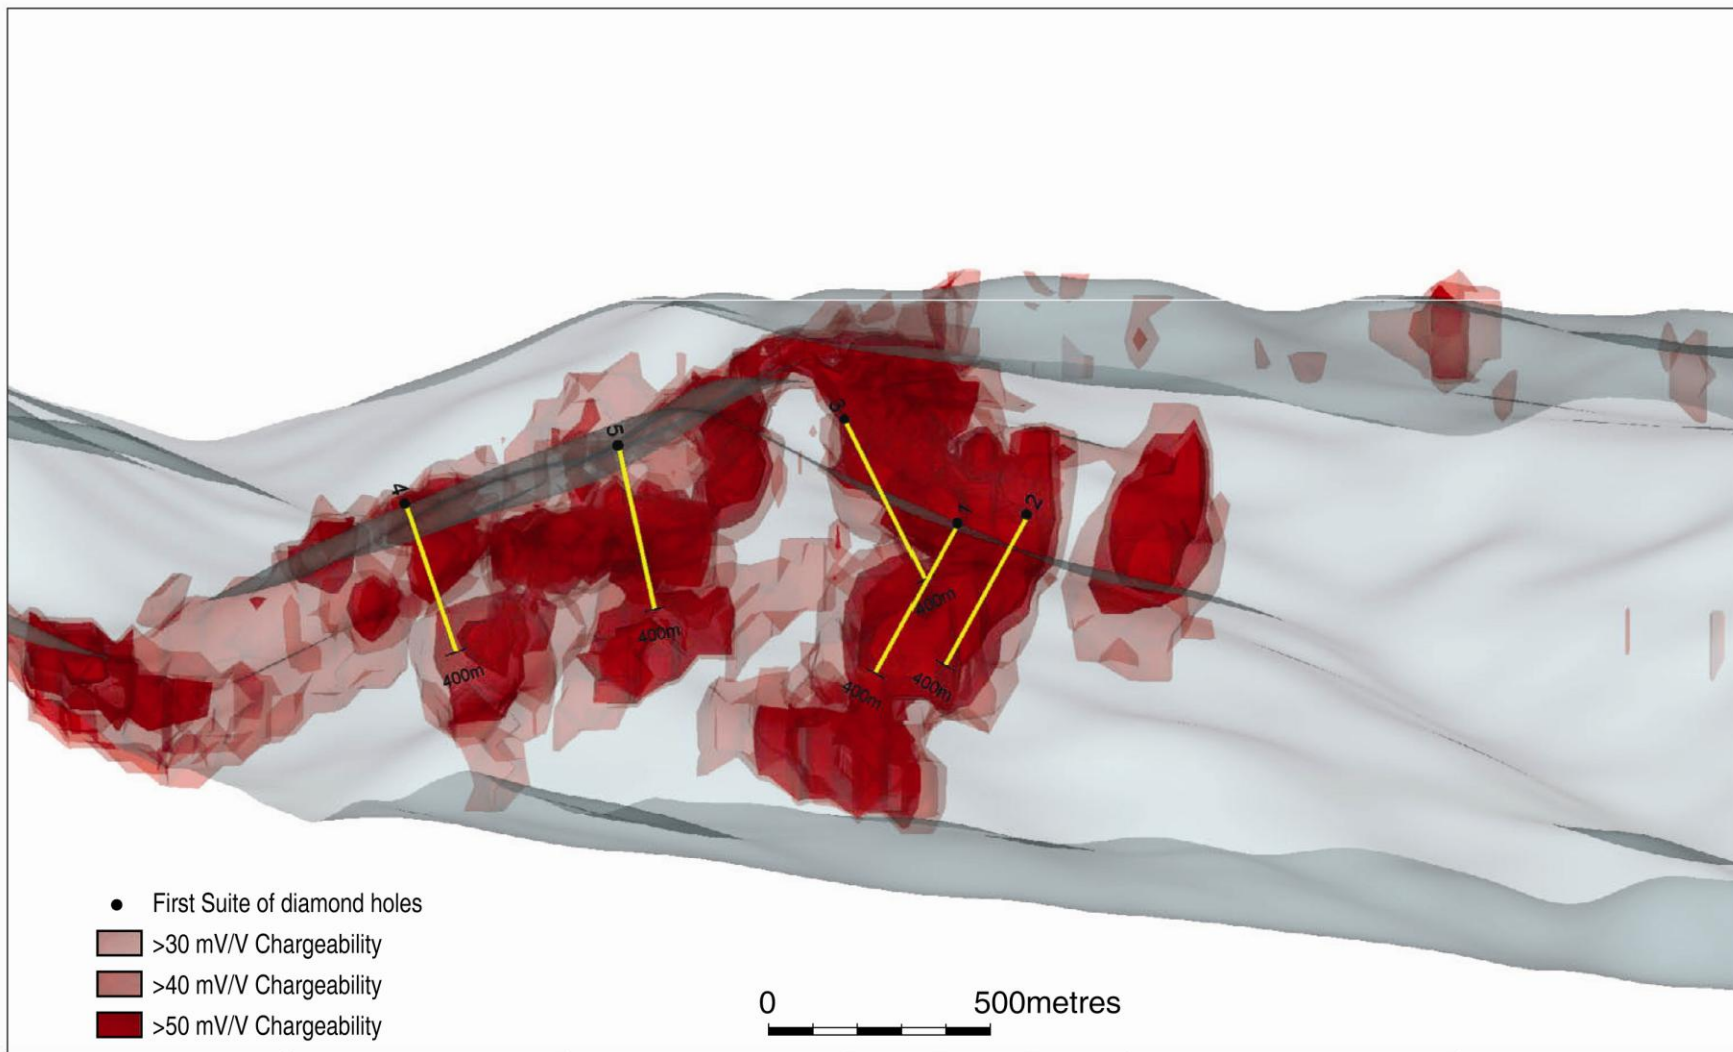 3
5
4
2
1
400m
400m
400m
400m
400m
First Suite of diamond holes
>30 mV/V Chargeability
>40 mV/V Chargeability
>50 mV/V Chargeability
0 500metres